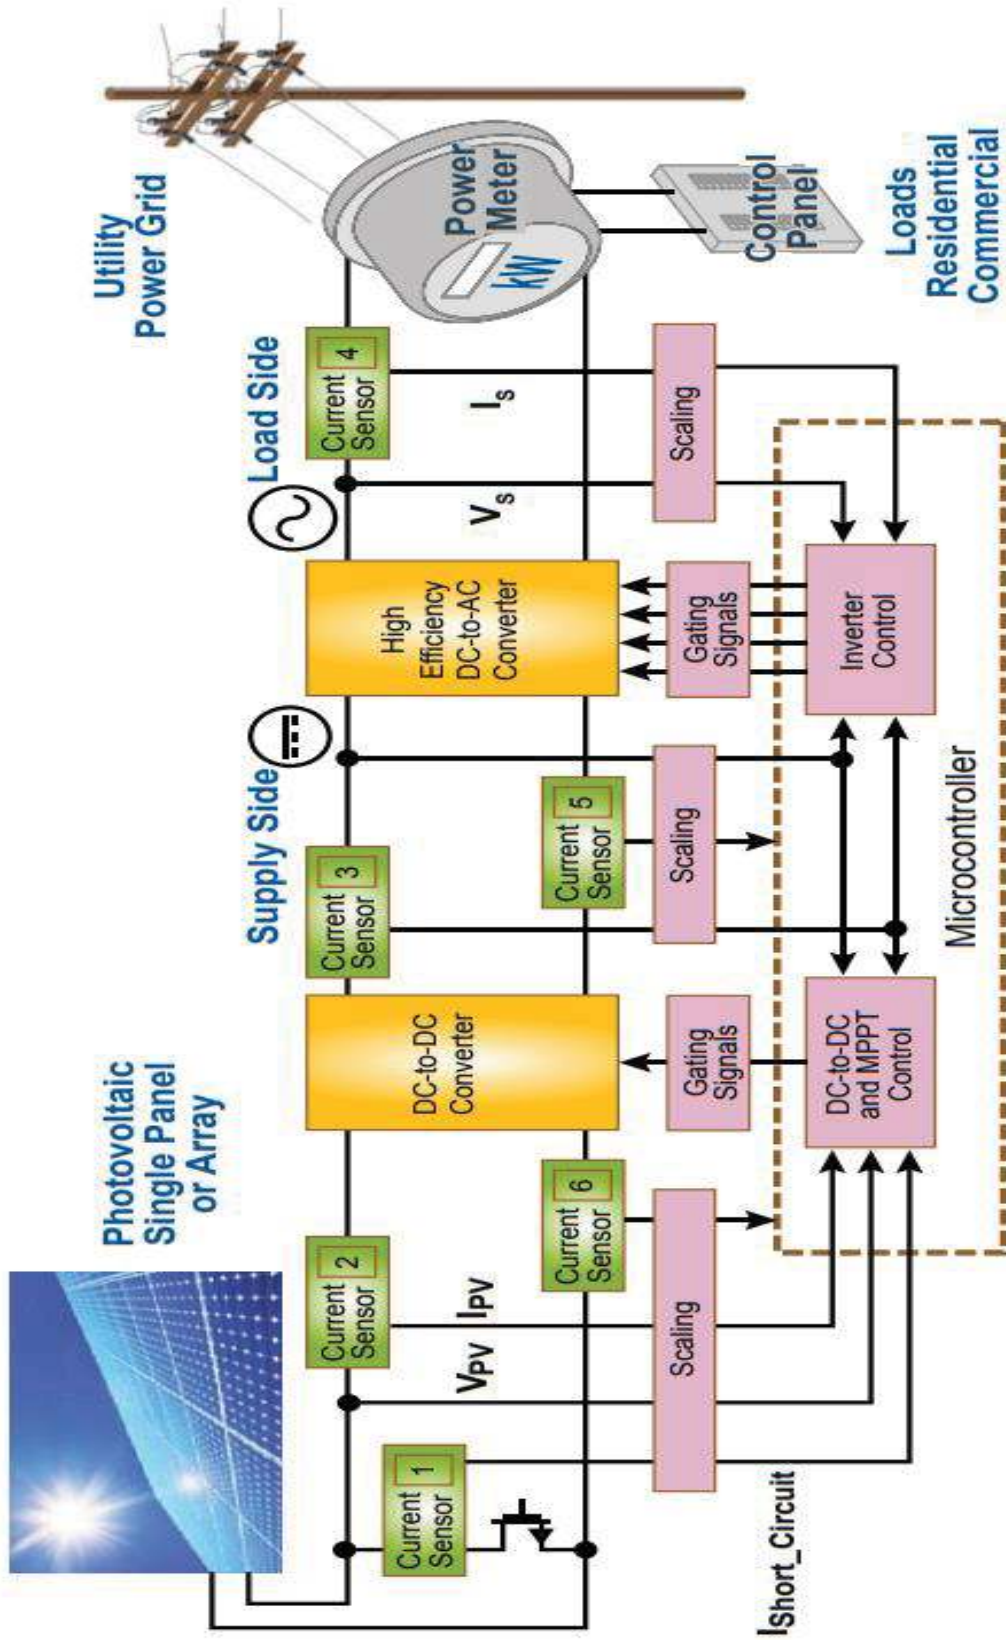 Photovoltaic
Single Panel
or Array
Supply Side
Load Side
Utility
Power Grid
Current
Sensor
1
Current
Sensor
2
DC-to-DC
Converter
Current
Sensor
3
High
Efficiency
DC-to-AC
Converter
Current
Sensor
4
Power
Meter
kW
VPV
IPV
Current
Sensor
6
Current
Sensor
5
Vs
Is
Scaling
Gating
Signals
Scaling
Gating
Signals
Scaling
Control
Panel
IShort_Circuit
DC-to-DC
and MPPT
Control
Inverter
Control
Microcontroller
Loads
Residential
Commercial